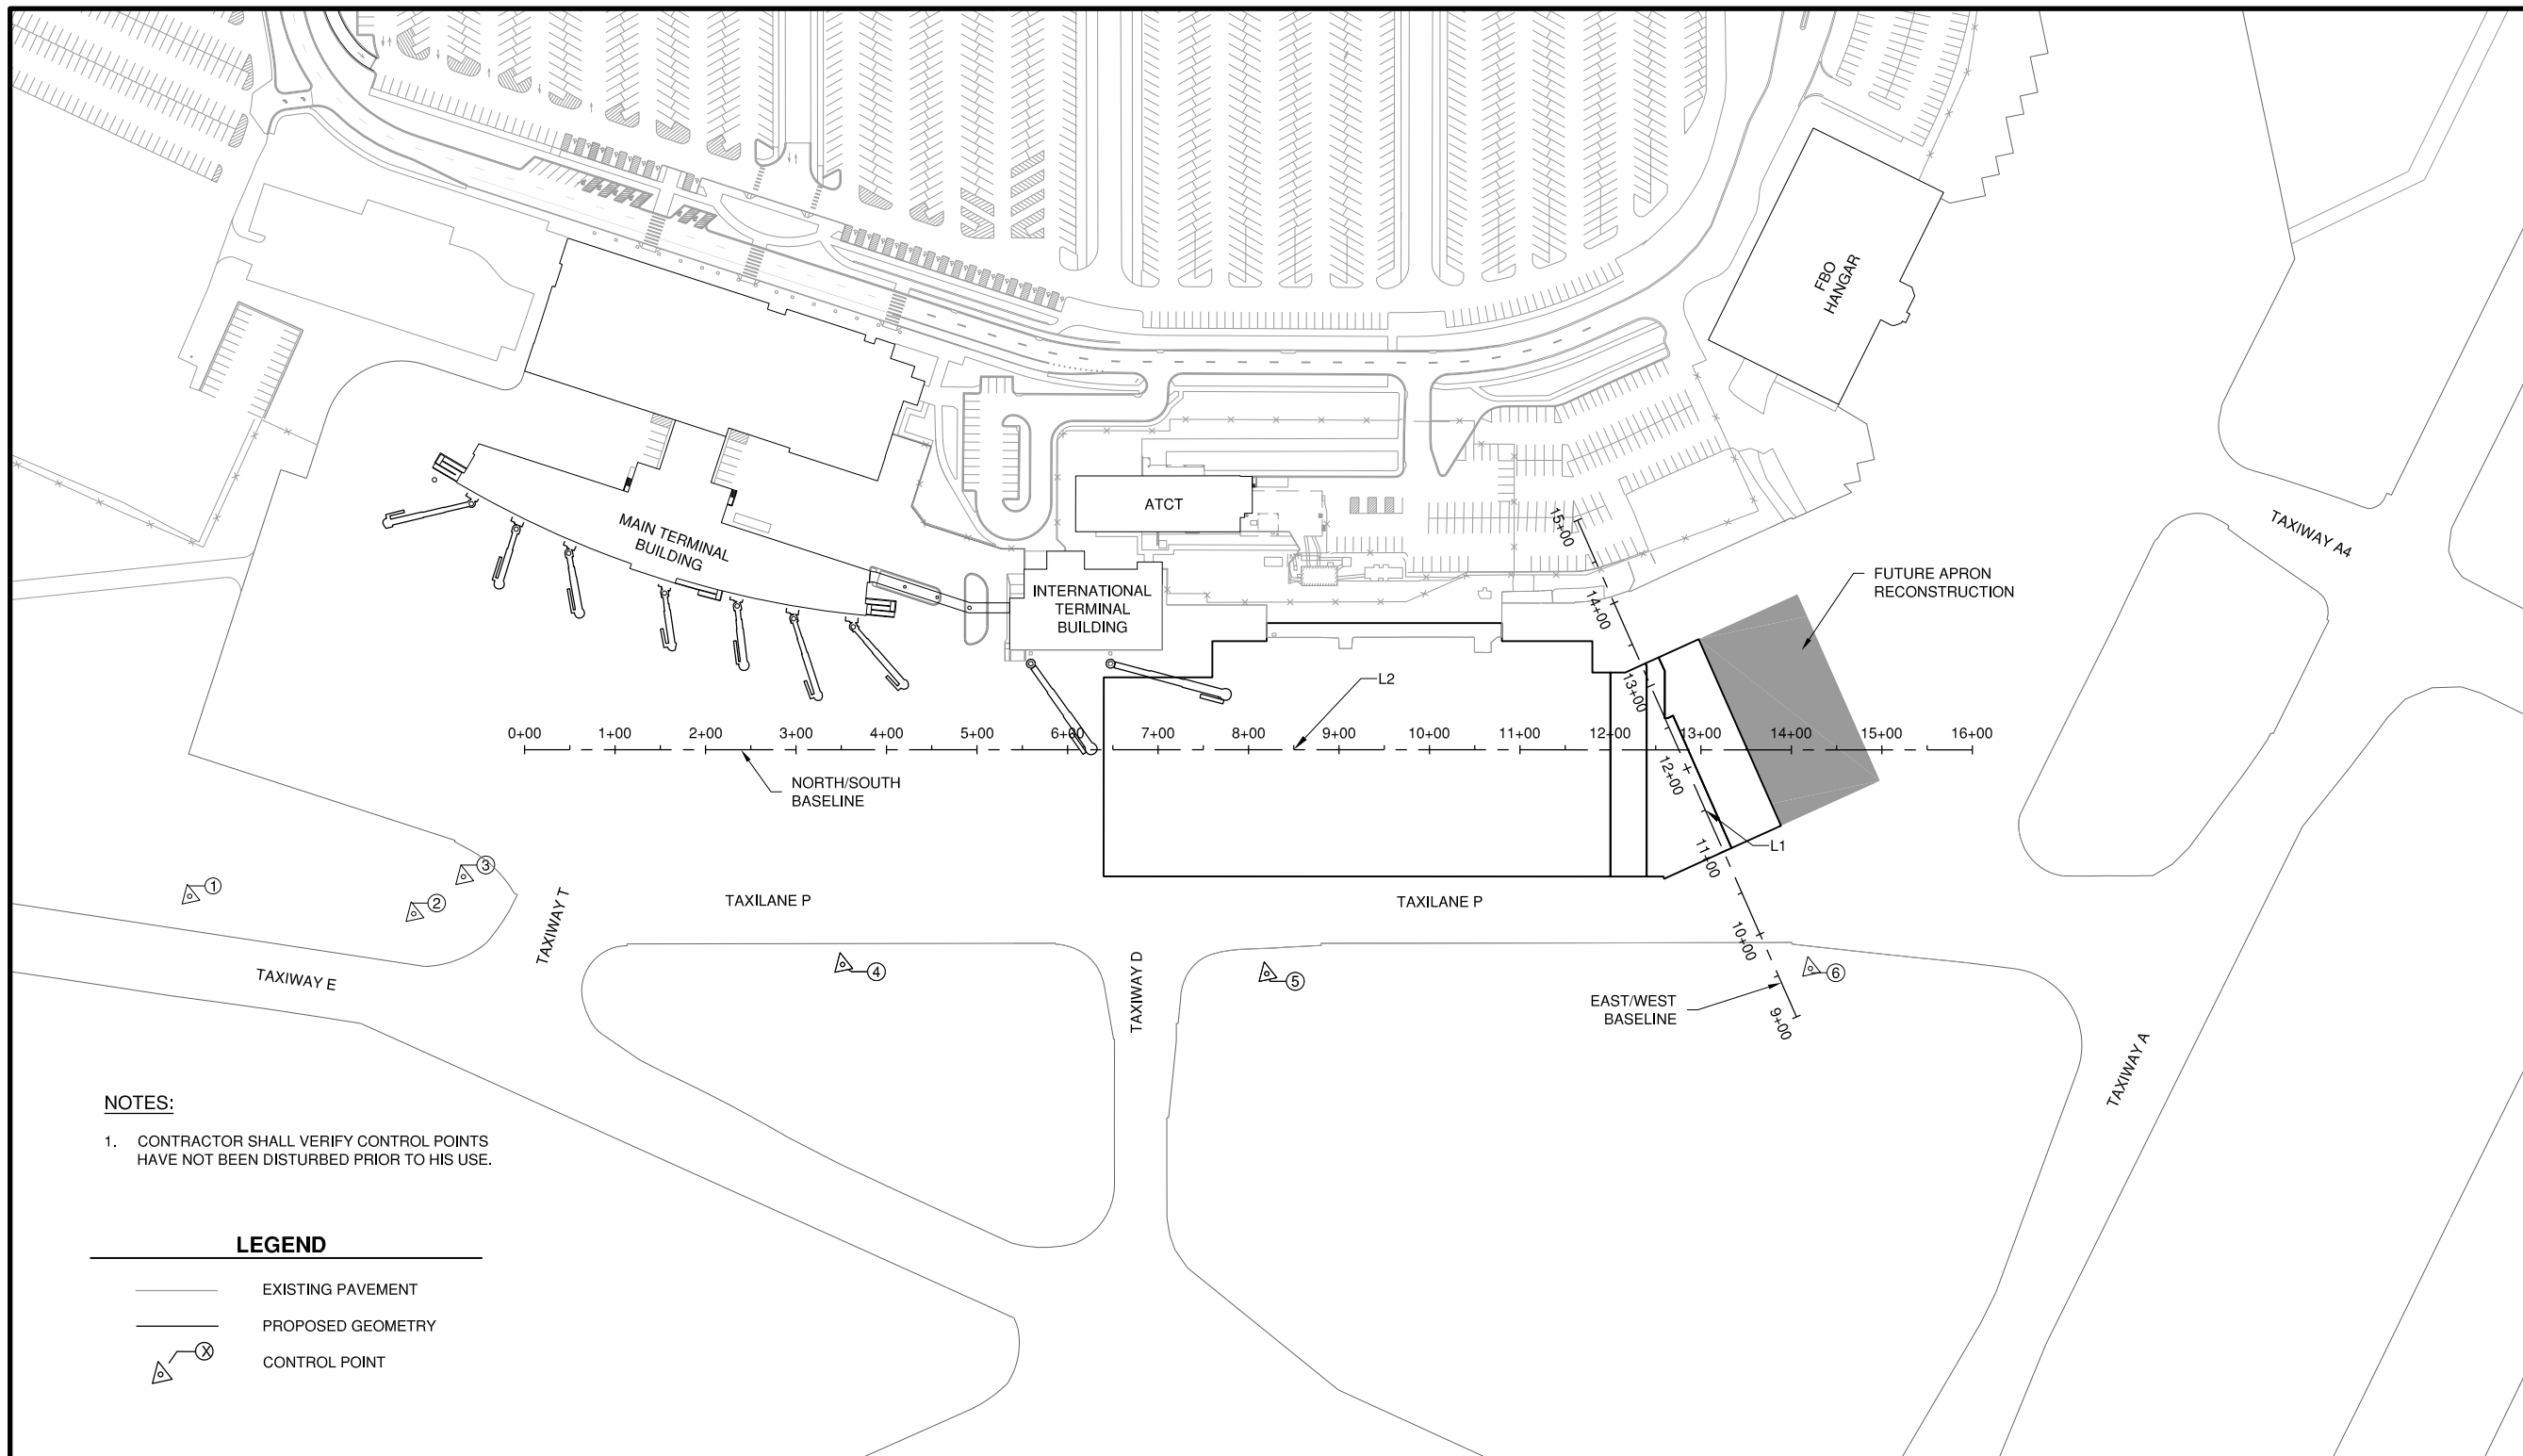 FBO
HANGAR
TAXIWAY A4
ATCT
MAIN TERMINAL
BUILDING
INTERNATIONAL
TERMINAL
BUILDING
FUTURE APRON
RECONSTRUCTION
15+00
14+00
13+00
12+00
11+00
10+00
9+00
L2
0+00 1+00 2+00 3+00 4+00 5+00 6+00 7+00 8+00 9+00 10+00 11+00 12+00 13+00 14+00 15+00 16+00
NORTH/SOUTH
BASELINE
L1
1
2
3
TAXIWAY T
TAXILANE P
TAXILANE P
TAXIWAY E
4
TAXIWAY D
5
6
EAST/WEST
BASELINE
TAXIWAY A
NOTES:
1. CONTRACTOR SHALL VERIFY CONTROL POINTS
HAVE NOT BEEN DISTURBED PRIOR TO HIS USE.
LEGEND
EXISTING PAVEMENT
PROPOSED GEOMETRY
X
CONTROL POINT